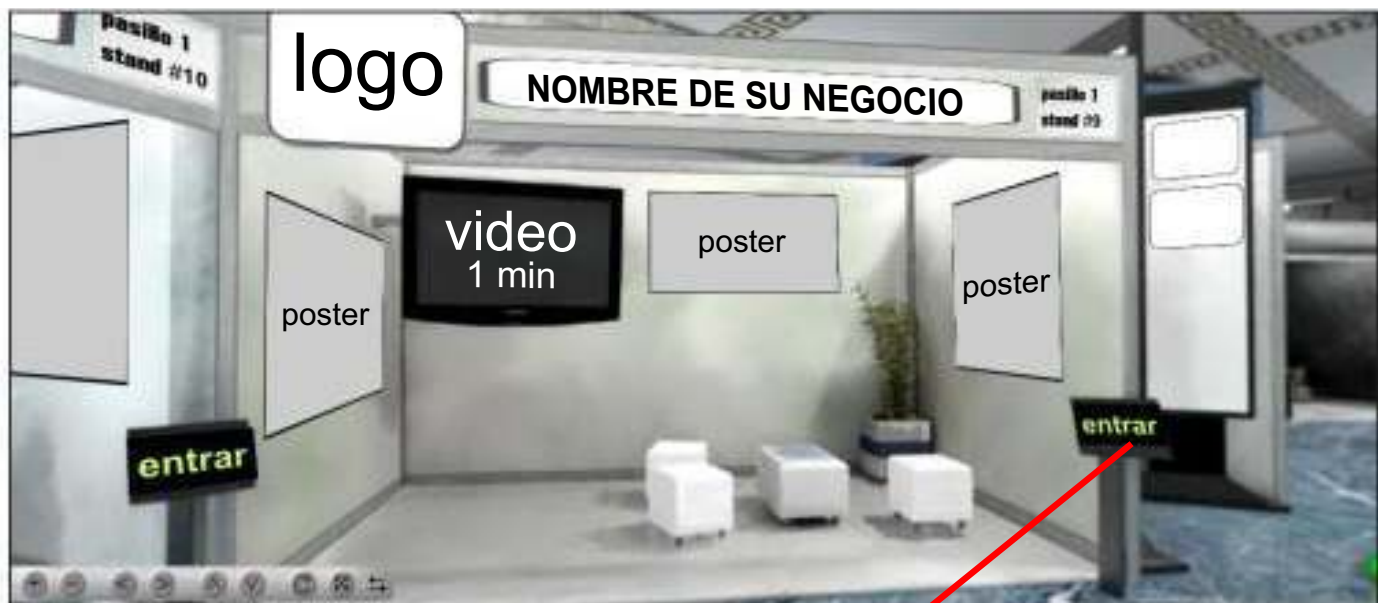 pasillo 1
stand #10
logo
NOMBRE DE SU NEGOCIO
pasillo 1
stand #9
video
1 min
poster
poster
poster
entrar
entrar